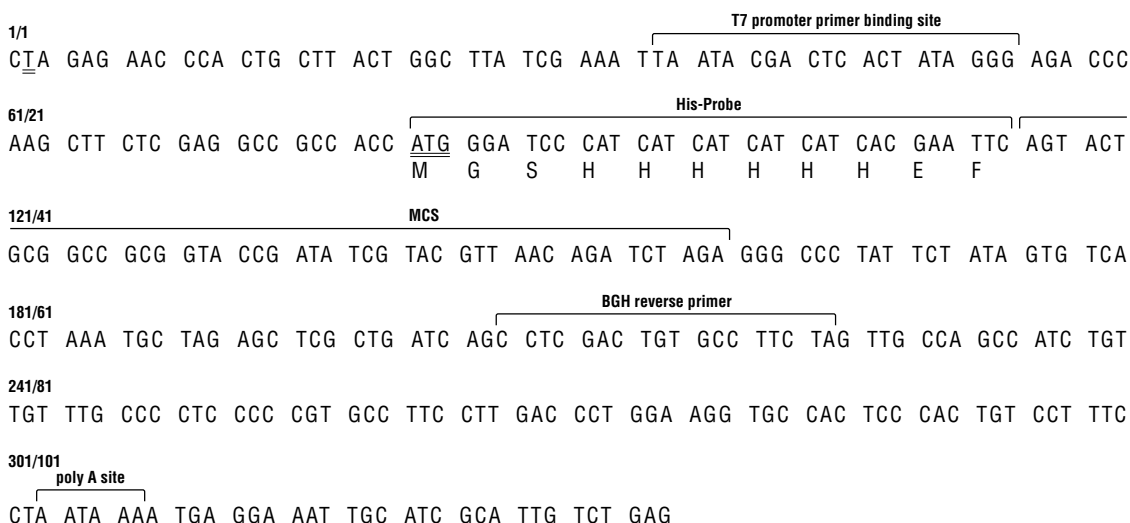 T7 promoter primer binding site
1/1
CTA GAG AAC CCA CTG CTT ACT GGC TTA TCG AAA TTAA ATA CGA CTC ACT ATA GGG AGA CCC
His-Probe
61/21
AAG CTT CTC GAG GCC GCC ACC ATG GGA TCC CAT CAT CAT CAT CAT CAC GAA TTC AGT ACT
M G S H H H H H H E F
121/41
MCS
GCG GCC GCG GTA CCG ATA TCG TAC GTT AAC AGA TCT AGA GGG CCC TAT TCT ATA GTG TCA
BGH reverse primer
181/61
CCT AAA TGC TAG AGC TCG CTG ATC AGC CTC GAC TGT GCC TTC TAG TTG CCA GCC ATC TGT
241/81
TGT TTG CCC CTC CCC CGT GCC TTC CTT GAC CCT GGA AGG TGC CAC TCC CAC TGT CCT TTC
301/101
poly A site
CTA ATA AAA TGA GGA AAT TGC ATC GCA TTG TCT GAG